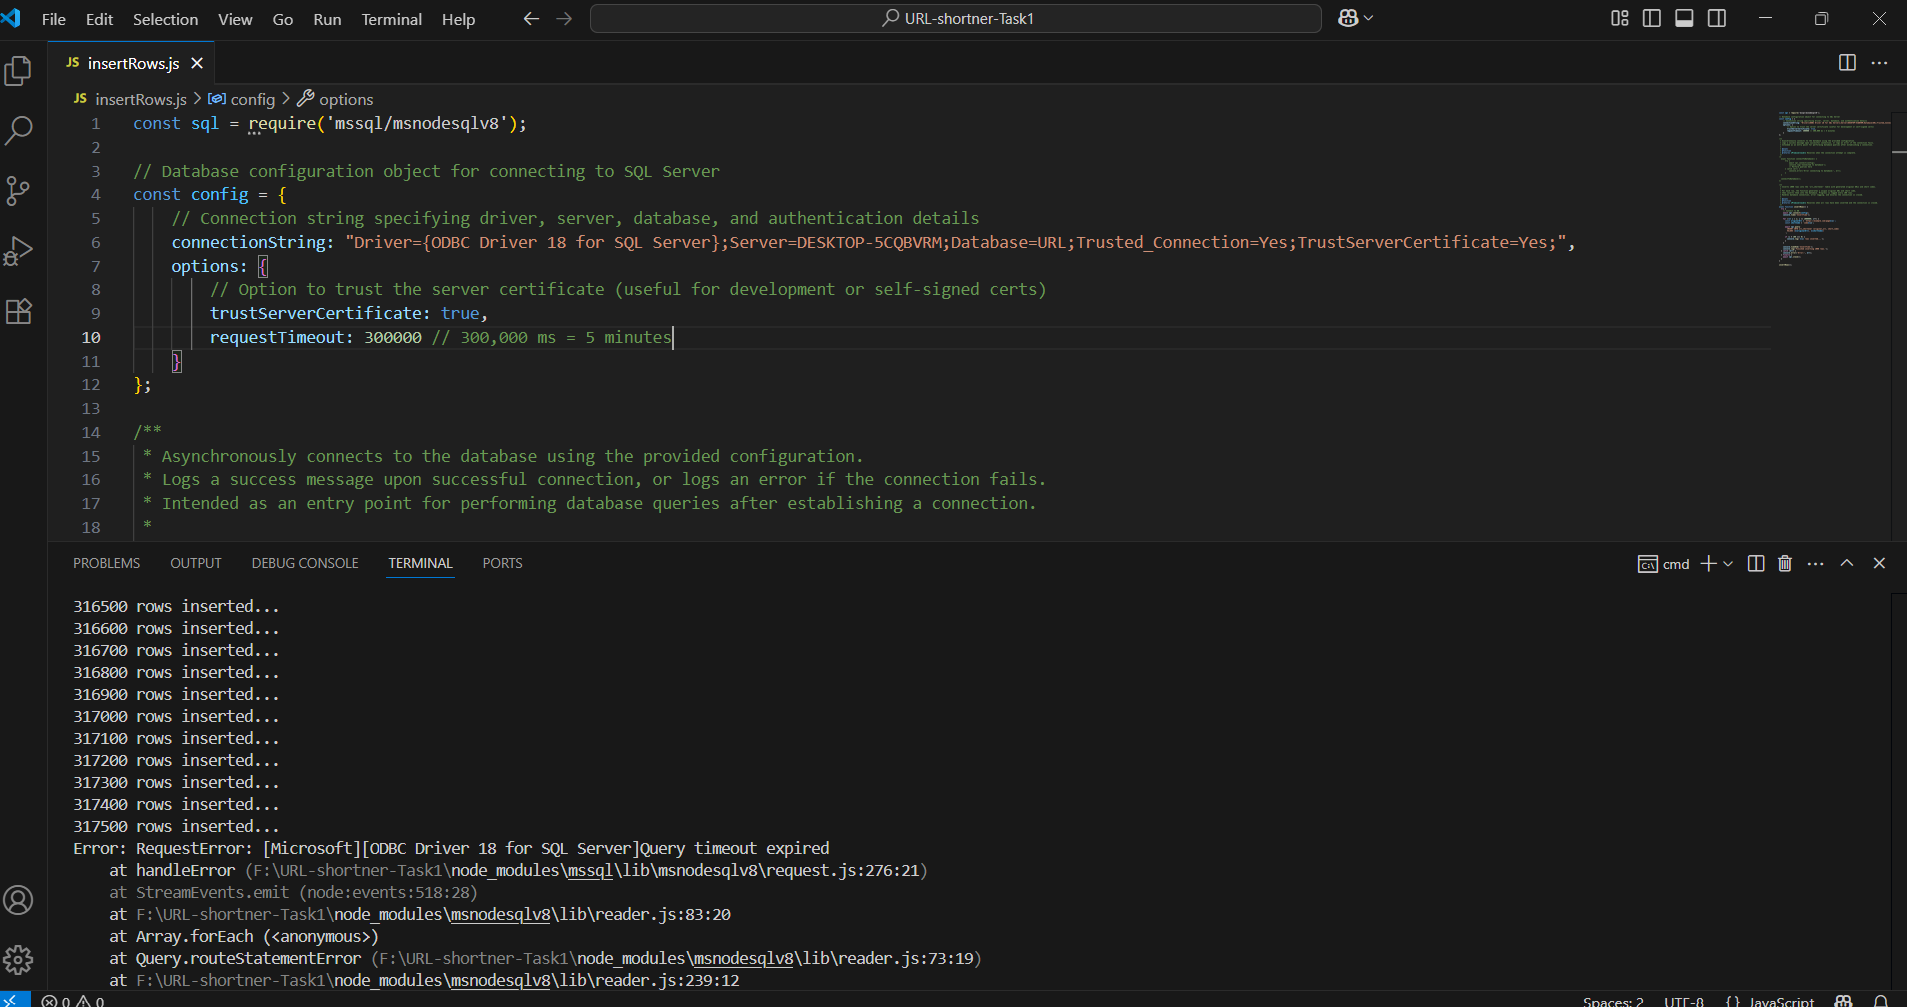 File Edit Selection View Go Run Terminal Help
URL-shortner-Task1
JS insertRows.js
JS insertRows.js > config > options
1 const sql = require('mssql/msnodesqlv8');
2
3 // Database configuration object for connecting to SQL Server
4 const config = {
5 // Connection string specifying driver, server, database, and authentication details
6 connectionString: "Driver={ODBC Driver 18 for SQL Server};Server=DESKTOP-5CQBVRM;Database=URL;Trusted_Connection=Yes;TrustServerCertificate=Yes;",
7 options: {
8 // Option to trust the server certificate (useful for development or self-signed certs)
9 trustServerCertificate: true,
10 requestTimeout: 300000 // 300,000 ms = 5 minutes
11 }
12 };
13
14 /**
15 * Asynchronously connects to the database using the provided configuration.
16 * Logs a success message upon successful connection, or logs an error if the connection fails.
17 * Intended as an entry point for performing database queries after establishing a connection.
18 *
PROBLEMS OUTPUT DEBUG CONSOLE TERMINAL PORTS
cmd
316500 rows inserted...
316600 rows inserted...
316700 rows inserted...
316800 rows inserted...
316900 rows inserted...
317000 rows inserted...
317100 rows inserted...
317200 rows inserted...
317300 rows inserted...
317400 rows inserted...
317500 rows inserted...
Error: RequestError: [Microsoft][ODBC Driver 18 for SQL Server]Query timeout expired
at handleError (F:\URL-shortner-Task1\node_modules\mssql\lib\msnodesqlv8\request.js:276:21)
at StreamEvents.emit (node:events:518:28)
at F:\URL-shortner-Task1\node_modules\msnodesqlv8\lib\reader.js:83:20
at Array.forEach (<anonymous>)
at Query.routeStatementError (F:\URL-shortner-Task1\node_modules\msnodesqlv8\lib\reader.js:73:19)
at F:\URL-shortner-Task1\node_modules\msnodesqlv8\lib\reader.js:239:12
0 0
Spaces: 2 UTF-8 {} JavaScript